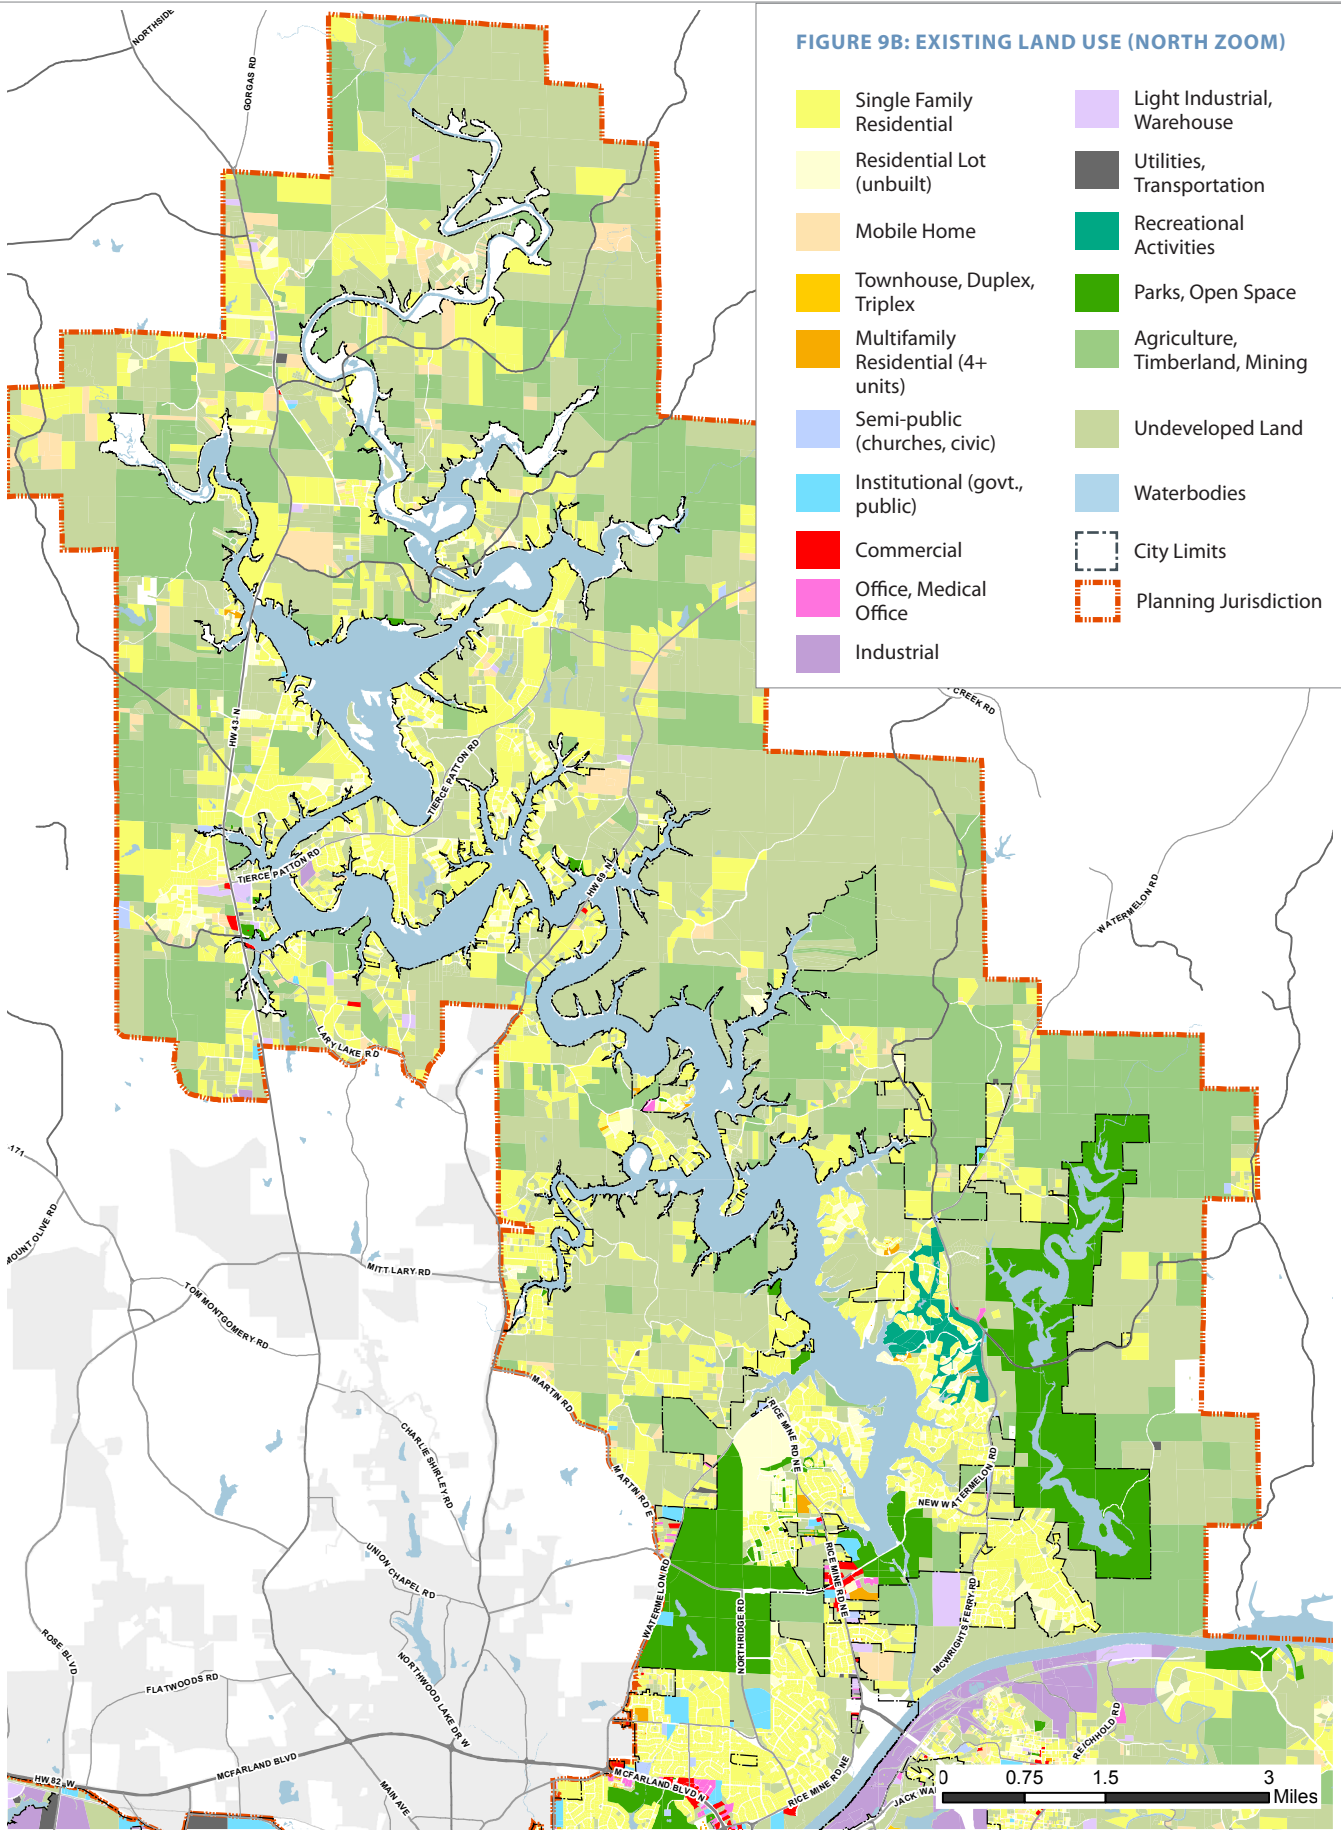 FIGURE 9B: EXISTING LAND USE (NORTH ZOOM)
Single Family
Residential
Residential Lot
(unbuilt)
Mobile Home
Townhouse, Duplex,
Triplex
Multifamily
Residential (4+
units)
Semi-public
(churches, civic)
Institutional (govt.,
public)
Commercial
Office, Medical
Office
Industrial
Light Industrial,
Warehouse
Utilities,
Transportation
Recreational
Activities
Parks, Open Space
Agriculture,
Timberland, Mining
Undeveloped Land
Waterbodies
City Limits
Planning Jurisdiction
NORTHSIDE
GORGAS RD
CREEK RD
HW 43 N
TIERCE PATTON RD
TIERCE PATTON RD
HW 69 N
WATERMELON RD
LARY LAKE RD
171
MOUNT OLIVE RD
MITT LARY RD
TOM MONTGOMERY RD
MARTIN RD
CHARLIE SHIRLEY RD
RICE MINE RD NE
MARTIN RD E
NEW WATERMELON RD
UNION CHAPEL RD
RICE MINE RD NE
WATERMELON RD
NORTHRIDGE RD
MCWRIGHTS FERRY RD
ROSE BLVD
FLATWOODS RD
NORTHWOOD LAKE DR W
REICHHOLD RD
MCFARLAND BLVD
HW 82 W
MAIN AVE
MCFARLAND BLVD N
RICE MINE RD NE
JACK WA
0 0.75 1.5 3
Miles